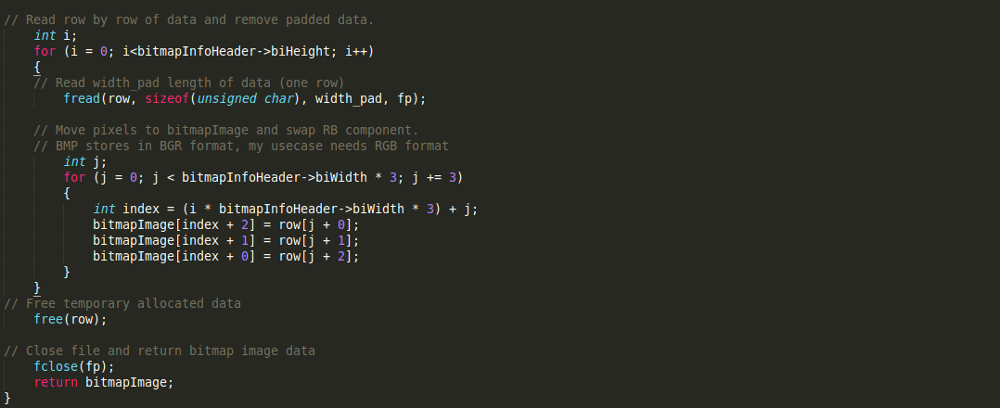 // Read row by row of data and remove padded data.
int i;
for (i = 0; i<bitmapInfoHeader->biHeight; i++)
{
// Read width_pad length of data (one row)
fread(row, sizeof(unsigned char), width_pad, fp);
// Move pixels to bitmapImage and swap RB component.
// BMP stores in BGR format, my usecase needs RGB format
int j;
for (j = 0; j < bitmapInfoHeader->biWidth * 3; j += 3)
{
int index = (i * bitmapInfoHeader->biWidth * 3) + j;
bitmapImage[index + 2] = row[j + 0];
bitmapImage[index + 1] = row[j + 1];
bitmapImage[index + 0] = row[j + 2];
}
}
// Free temporary allocated data
free(row);
// Close file and return bitmap image data
fclose(fp);
return bitmapImage;
}